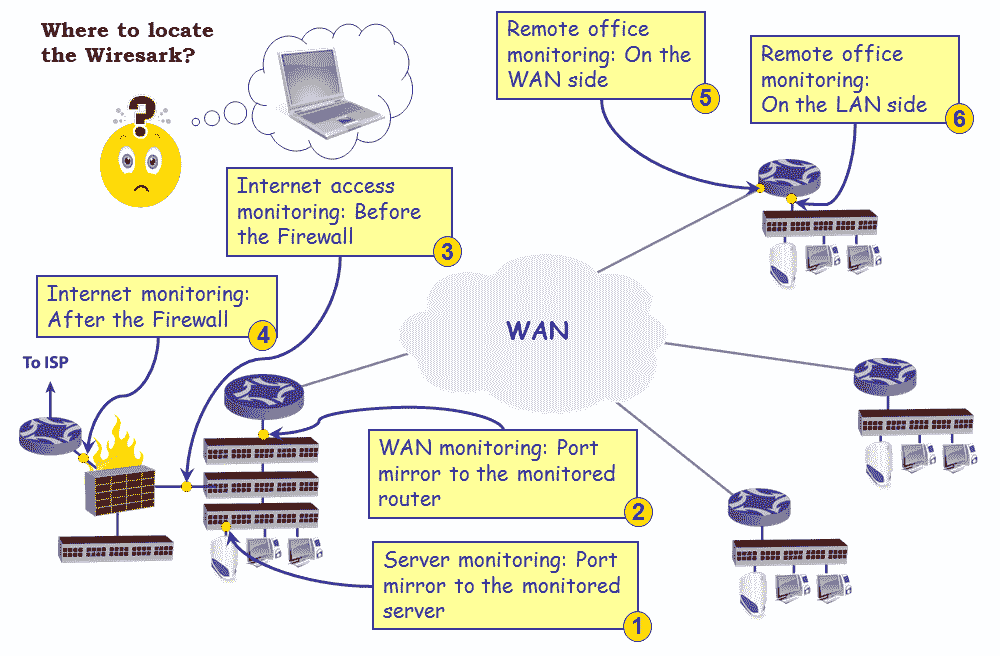 Where to locate
the Wiresark?
?
Remote office
monitoring: On the
WAN side
5
Remote office
monitoring:
On the LAN side
6
Internet access
monitoring: Before
the Firewall
3
Internet monitoring:
After the Firewall
4
To ISP
WAN
WAN monitoring: Port
mirror to the monitored
router
2
Server monitoring: Port
mirror to the monitored
server
1